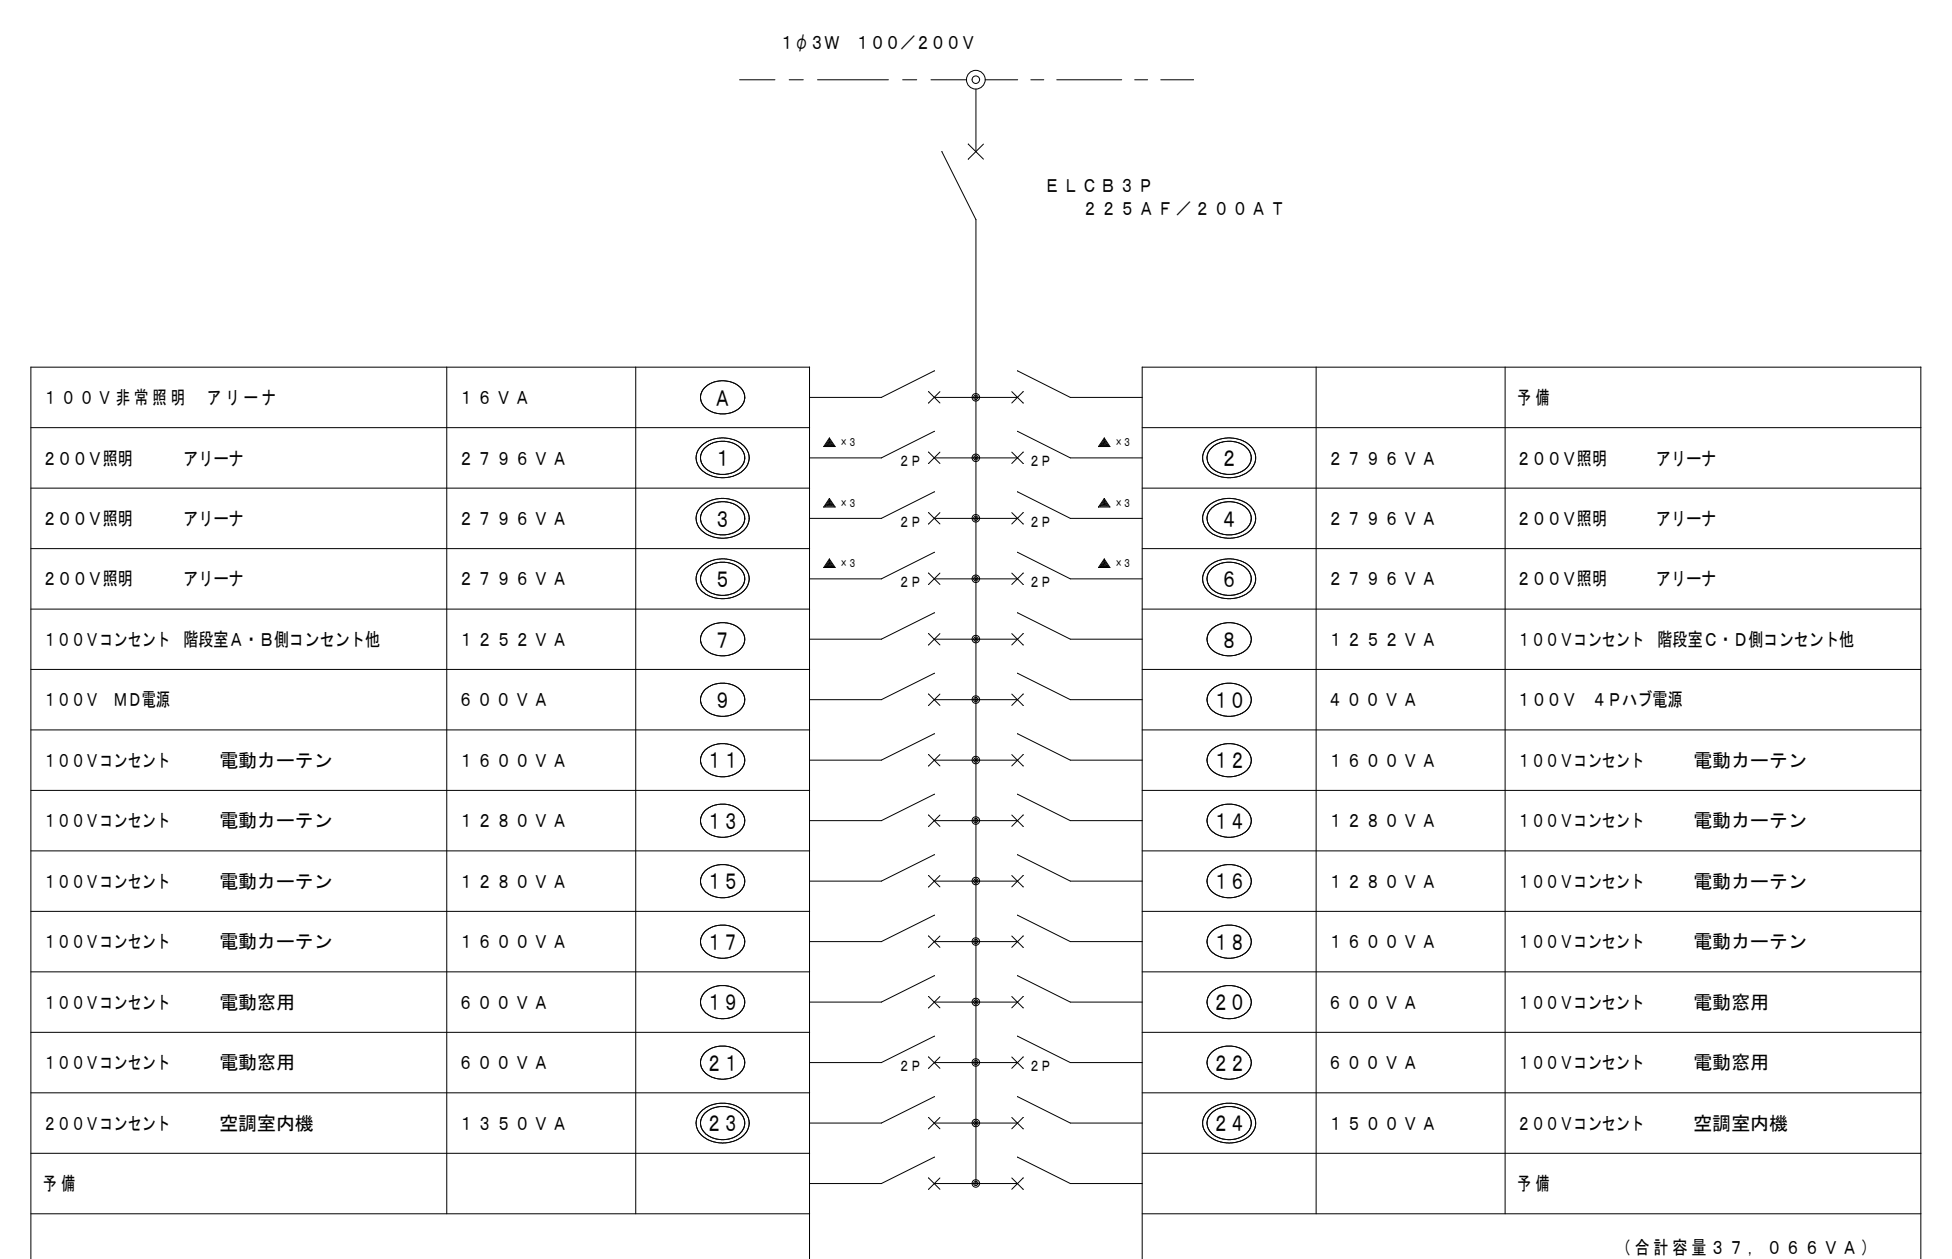 1φ3W 100／200V
ELCB3P
225AF／200AT
100V非常照明 アリーナ 16VA A 予備
▲×3 ▲×3
200V照明 アリーナ 2796VA 1 2P 2P 2 2796VA 200V照明 アリーナ
▲×3 ▲×3
200V照明 アリーナ 2796VA 3 2P 2P 4 2796VA 200V照明 アリーナ
▲×3 ▲×3
200V照明 アリーナ 2796VA 5 2P 2P 6 2796VA 200V照明 アリーナ
100Vコンセント 階段室A・B側コンセント他 1252VA 7 8 1252VA 100Vコンセント 階段室C・D側コンセント他
100V MD電源 600VA 9 10 400VA 100V 4Pハブ電源
100Vコンセント 電動カーテン 1600VA 11 12 1600VA 100Vコンセント 電動カーテン
100Vコンセント 電動カーテン 1280VA 13 14 1280VA 100Vコンセント 電動カーテン
100Vコンセント 電動カーテン 1280VA 15 16 1280VA 100Vコンセント 電動カーテン
100Vコンセント 電動カーテン 1600VA 17 18 1600VA 100Vコンセント 電動カーテン
100Vコンセント 電動窓用 600VA 19 20 600VA 100Vコンセント 電動窓用
100Vコンセント 電動窓用 600VA 21 2P 2P 22 600VA 100Vコンセント 電動窓用
200Vコンセント 空調室内機 1350VA 23 24 1500VA 200Vコンセント 空調室内機
予備 予備
（合計容量37，066VA）